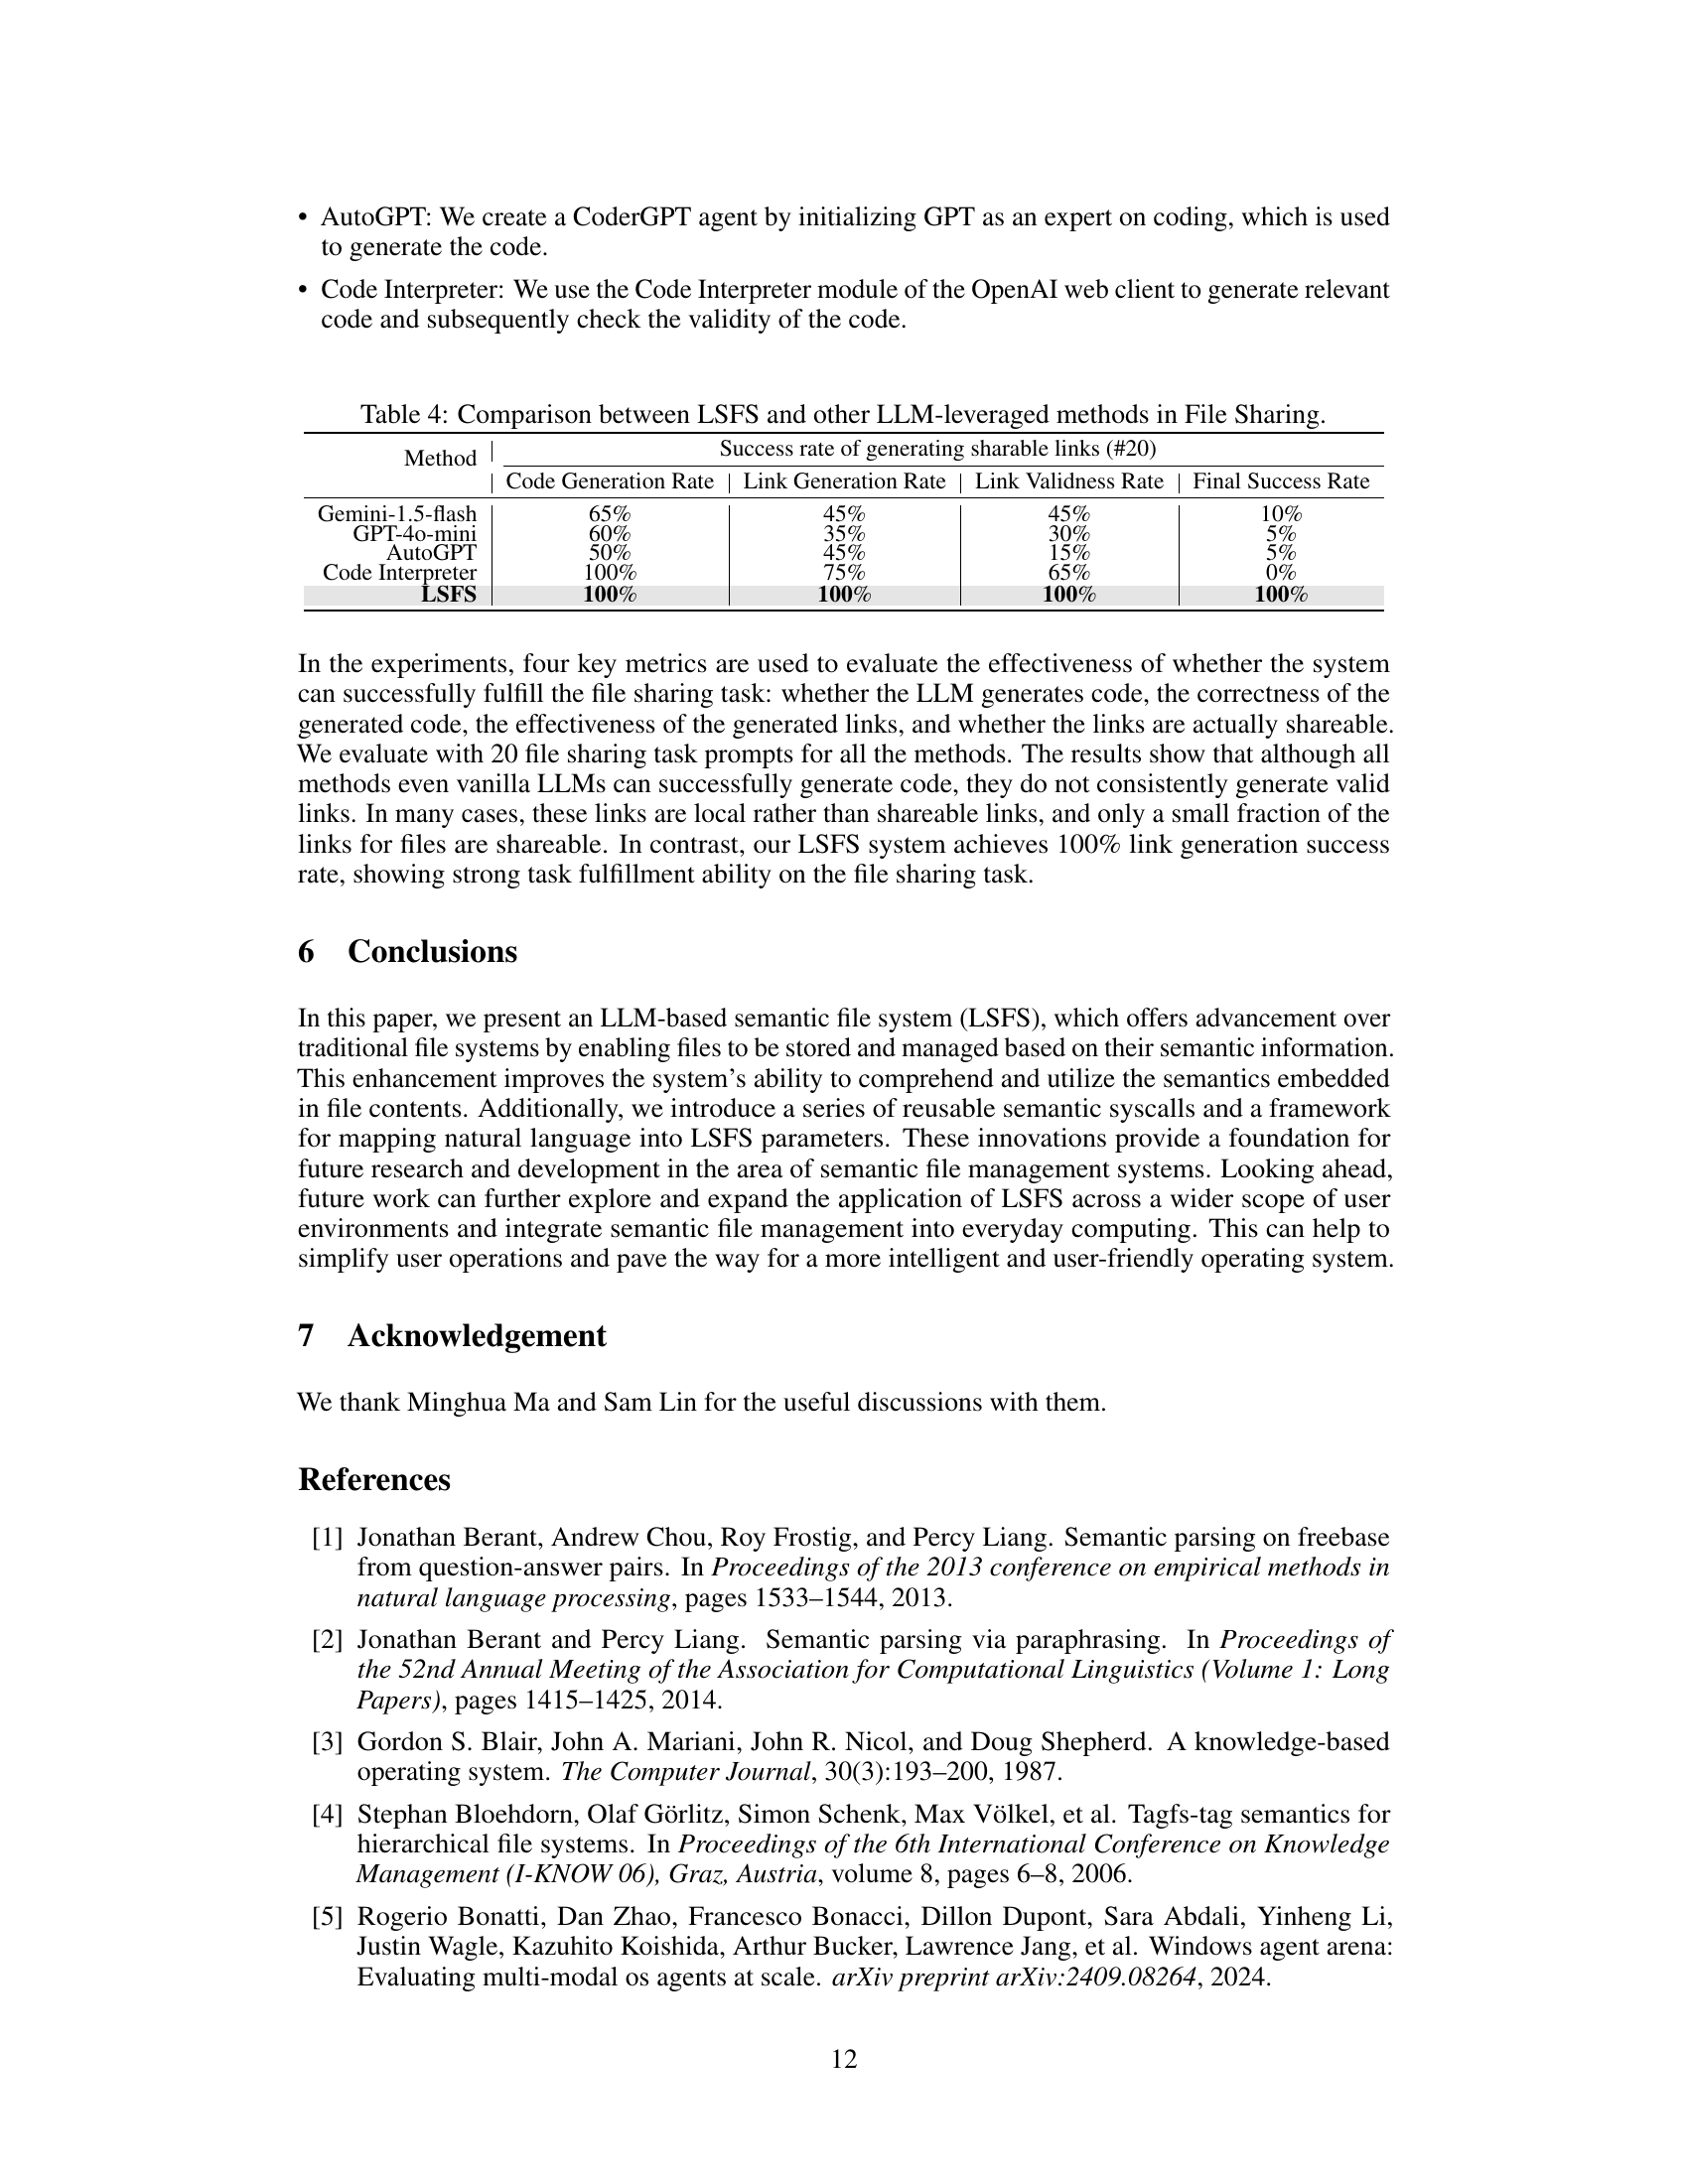 • AutoGPT: We create a CoderGPT agent by initializing GPT as an expert on coding, which is used
to generate the code.
• Code Interpreter: We use the Code Interpreter module of the OpenAI web client to generate relevant
code and subsequently check the validity of the code.
Table 4: Comparison between LSFS and other LLM-leveraged methods in File Sharing.
Method | Success rate of generating sharable links (#20)
| Code Generation Rate | Link Generation Rate | Link Validness Rate | Final Success Rate
Gemini-1.5-flash | 65% | 45% | 45% | 10%
GPT-4o-mini | 60% | 35% | 30% | 5%
AutoGPT | 50% | 45% | 15% | 5%
Code Interpreter | 100% | 75% | 65% | 0%
LSFS | 100% | 100% | 100% | 100%
In the experiments, four key metrics are used to evaluate the effectiveness of whether the system
can successfully fulfill the file sharing task: whether the LLM generates code, the correctness of the
generated code, the effectiveness of the generated links, and whether the links are actually shareable.
We evaluate with 20 file sharing task prompts for all the methods. The results show that although all
methods even vanilla LLMs can successfully generate code, they do not consistently generate valid
links. In many cases, these links are local rather than shareable links, and only a small fraction of the
links for files are shareable. In contrast, our LSFS system achieves 100% link generation success
rate, showing strong task fulfillment ability on the file sharing task.
6 Conclusions
In this paper, we present an LLM-based semantic file system (LSFS), which offers advancement over
traditional file systems by enabling files to be stored and managed based on their semantic information.
This enhancement improves the system's ability to comprehend and utilize the semantics embedded
in file contents. Additionally, we introduce a series of reusable semantic syscalls and a framework
for mapping natural language into LSFS parameters. These innovations provide a foundation for
future research and development in the area of semantic file management systems. Looking ahead,
future work can further explore and expand the application of LSFS across a wider scope of user
environments and integrate semantic file management into everyday computing. This can help to
simplify user operations and pave the way for a more intelligent and user-friendly operating system.
7 Acknowledgement
We thank Minghua Ma and Sam Lin for the useful discussions with them.
References
[1] Jonathan Berant, Andrew Chou, Roy Frostig, and Percy Liang. Semantic parsing on freebase
from question-answer pairs. In Proceedings of the 2013 conference on empirical methods in
natural language processing, pages 1533–1544, 2013.
[2] Jonathan Berant and Percy Liang. Semantic parsing via paraphrasing. In Proceedings of
the 52nd Annual Meeting of the Association for Computational Linguistics (Volume 1: Long
Papers), pages 1415–1425, 2014.
[3] Gordon S. Blair, John A. Mariani, John R. Nicol, and Doug Shepherd. A knowledge-based
operating system. The Computer Journal, 30(3):193–200, 1987.
[4] Stephan Bloehdorn, Olaf Görlitz, Simon Schenk, Max Völkel, et al. Tagfs-tag semantics for
hierarchical file systems. In Proceedings of the 6th International Conference on Knowledge
Management (I-KNOW 06), Graz, Austria, volume 8, pages 6–8, 2006.
[5] Rogerio Bonatti, Dan Zhao, Francesco Bonacci, Dillon Dupont, Sara Abdali, Yinheng Li,
Justin Wagle, Kazuhito Koishida, Arthur Bucker, Lawrence Jang, et al. Windows agent arena:
Evaluating multi-modal os agents at scale. arXiv preprint arXiv:2409.08264, 2024.
12